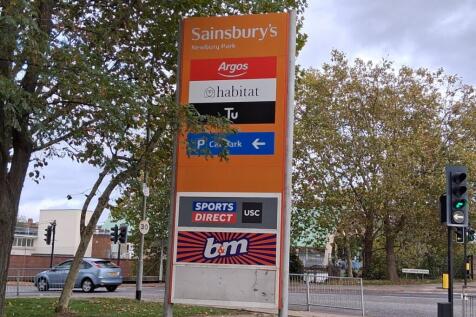 Sainsbury's
Newbury Park
Argos
habitat
Tu
P Car Park
SPORTS
DIRECT
USC
b&m